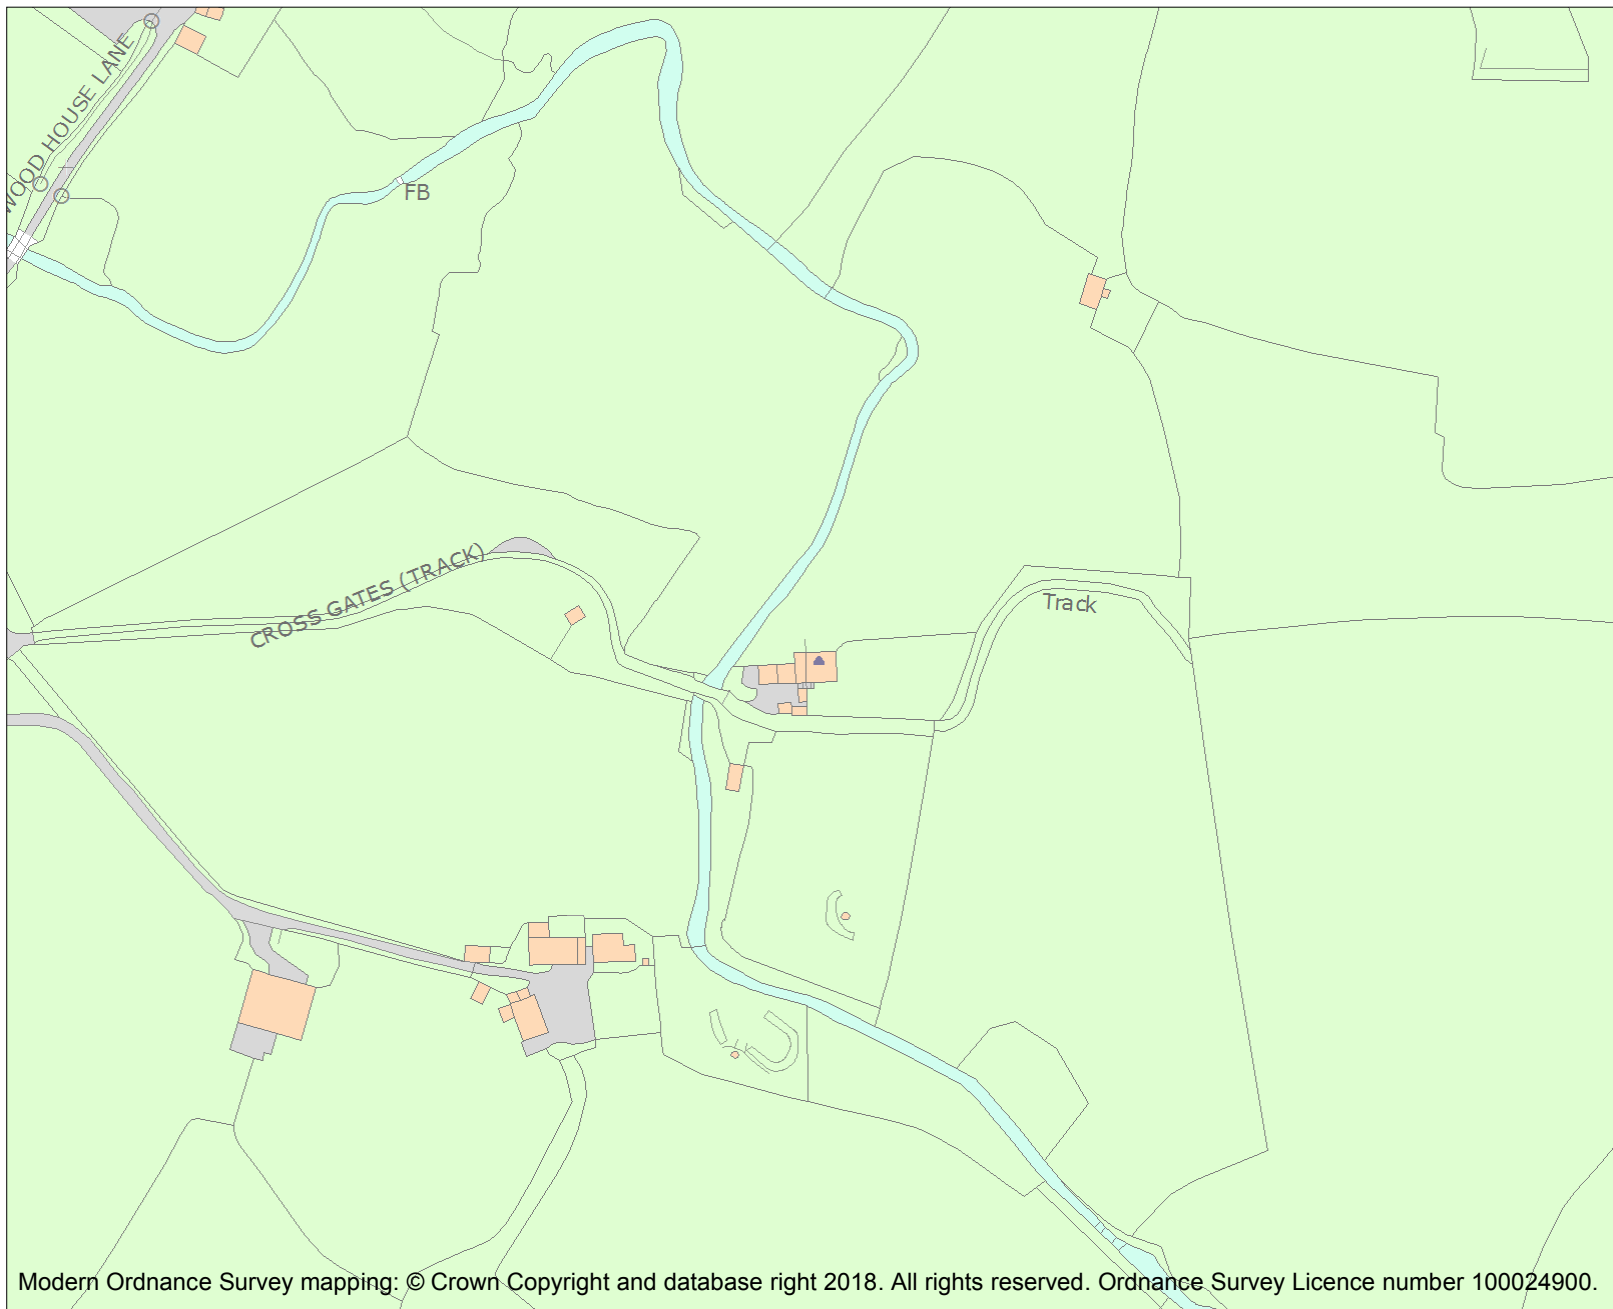 WOOD HOUSE LANE
FB
CROSS GATES (TRACK)
Track
Modern Ordnance Survey mapping: © Crown Copyright and database right 2018. All rights reserved. Ordnance Survey Licence number 100024900.